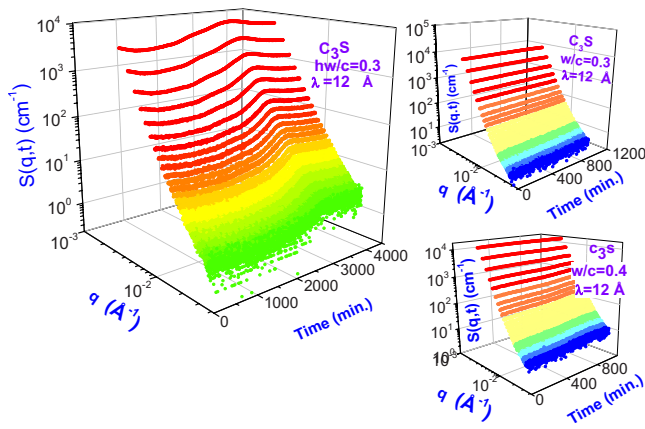 10⁴
10³
10²
10¹
10⁰
10⁻³
10⁻²
S(q,t) (cm⁻¹)
q (Å⁻¹)
0
1000
2000
3000
4000
Time (min.)
C₃S
hw/c=0.3
λ=12 Å
10⁵
10⁴
10³
10²
10¹
10⁻³
10⁻²
S(q,t) (cm⁻¹)
q (Å⁻¹)
0
400
800
1200
Time (min.)
C₃S
w/c=0.3
λ=12 Å
10⁴
10³
10²
10¹
10⁻²
S(q,t) (cm⁻¹)
q (Å⁻¹)
0
400
800
Time (min.)
c₃s
w/c=0.4
λ=12 Å